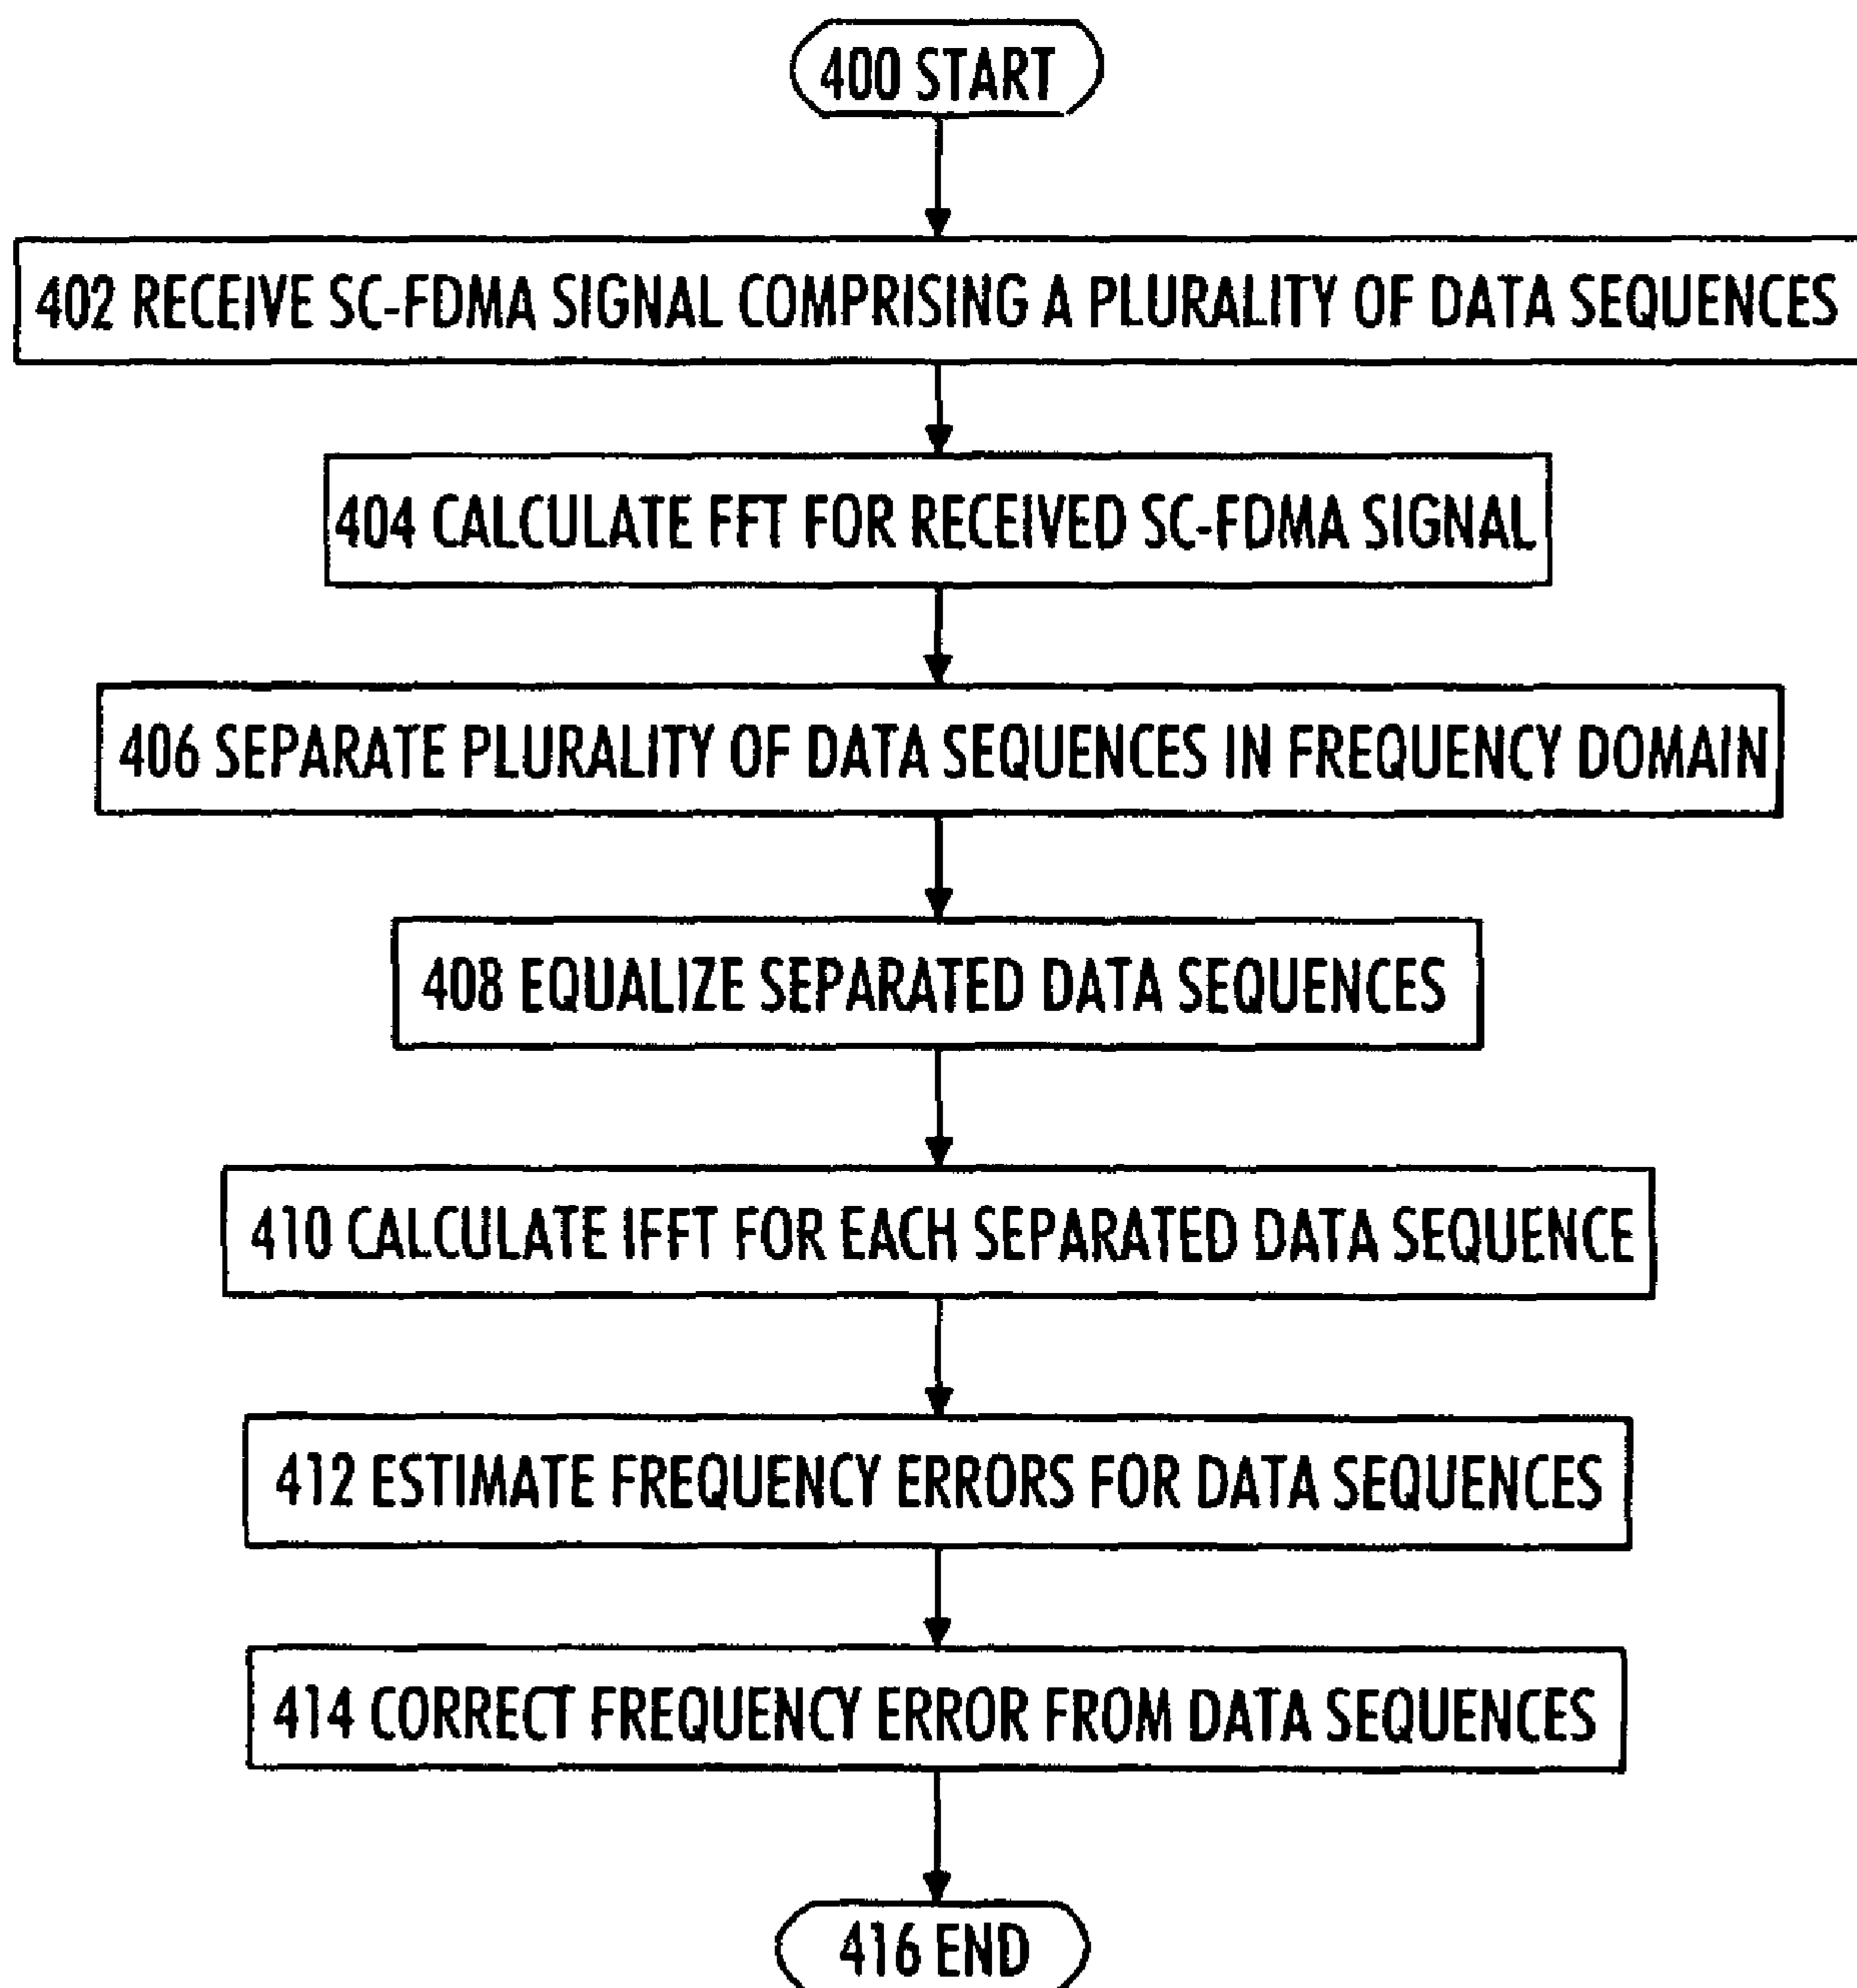 400 START
402 RECEIVE SC-FDMA SIGNAL COMPRISING A PLURALITY OF DATA SEQUENCES
404 CALCULATE FFT FOR RECEIVED SC-FDMA SIGNAL
406 SEPARATE PLURALITY OF DATA SEQUENCES IN FREQUENCY DOMAIN
408 EQUALIZE SEPARATED DATA SEQUENCES
410 CALCULATE IFFT FOR EACH SEPARATED DATA SEQUENCE
412 ESTIMATE FREQUENCY ERRORS FOR DATA SEQUENCES
414 CORRECT FREQUENCY ERROR FROM DATA SEQUENCES
416 END